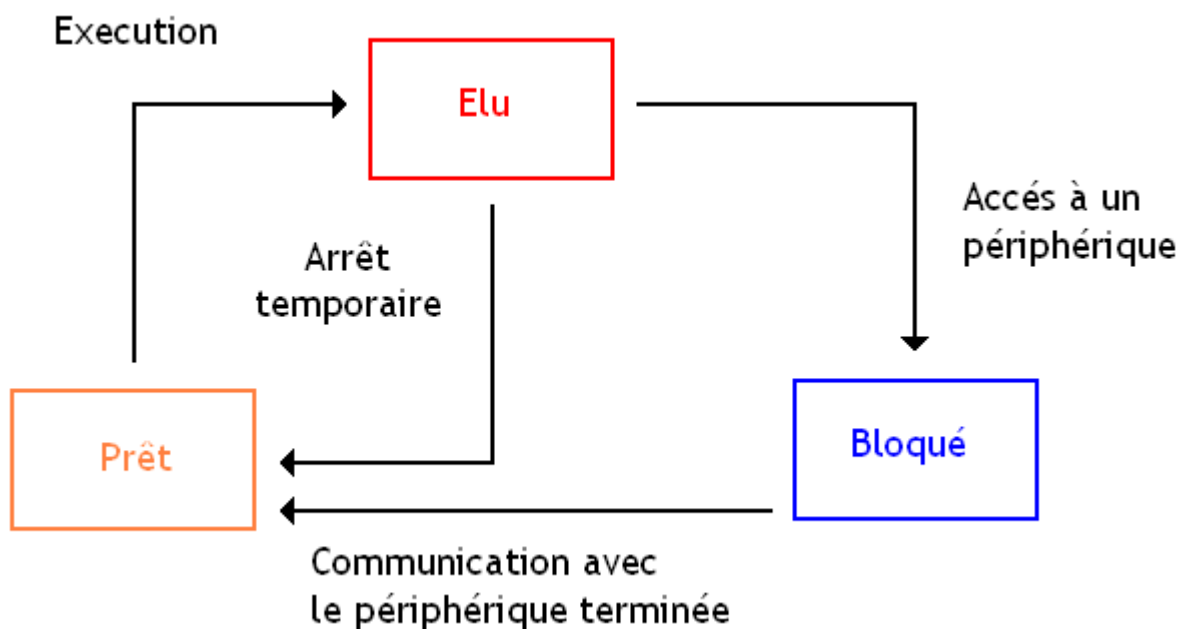 Execution
Elu
Accés à un
périphérique
Arrêt
temporaire
Prêt
Bloqué
Communication avec
le périphérique terminée